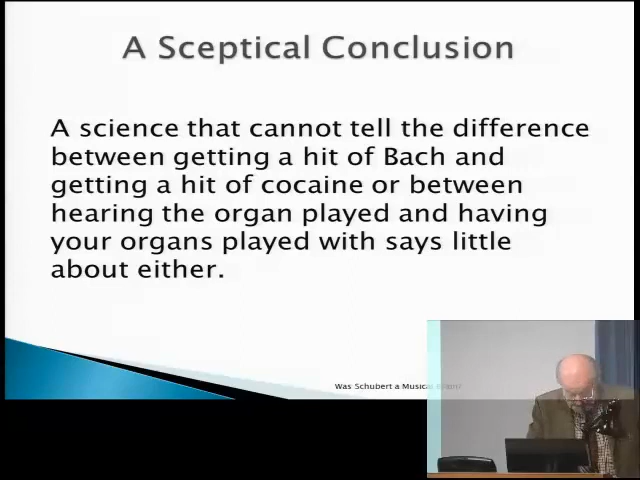 A Sceptical Conclusion
A science that cannot tell the difference
between getting a hit of Bach and
getting a hit of cocaine or between
hearing the organ played and having
your organs played with says little
about either.
Was Schubert a Musical